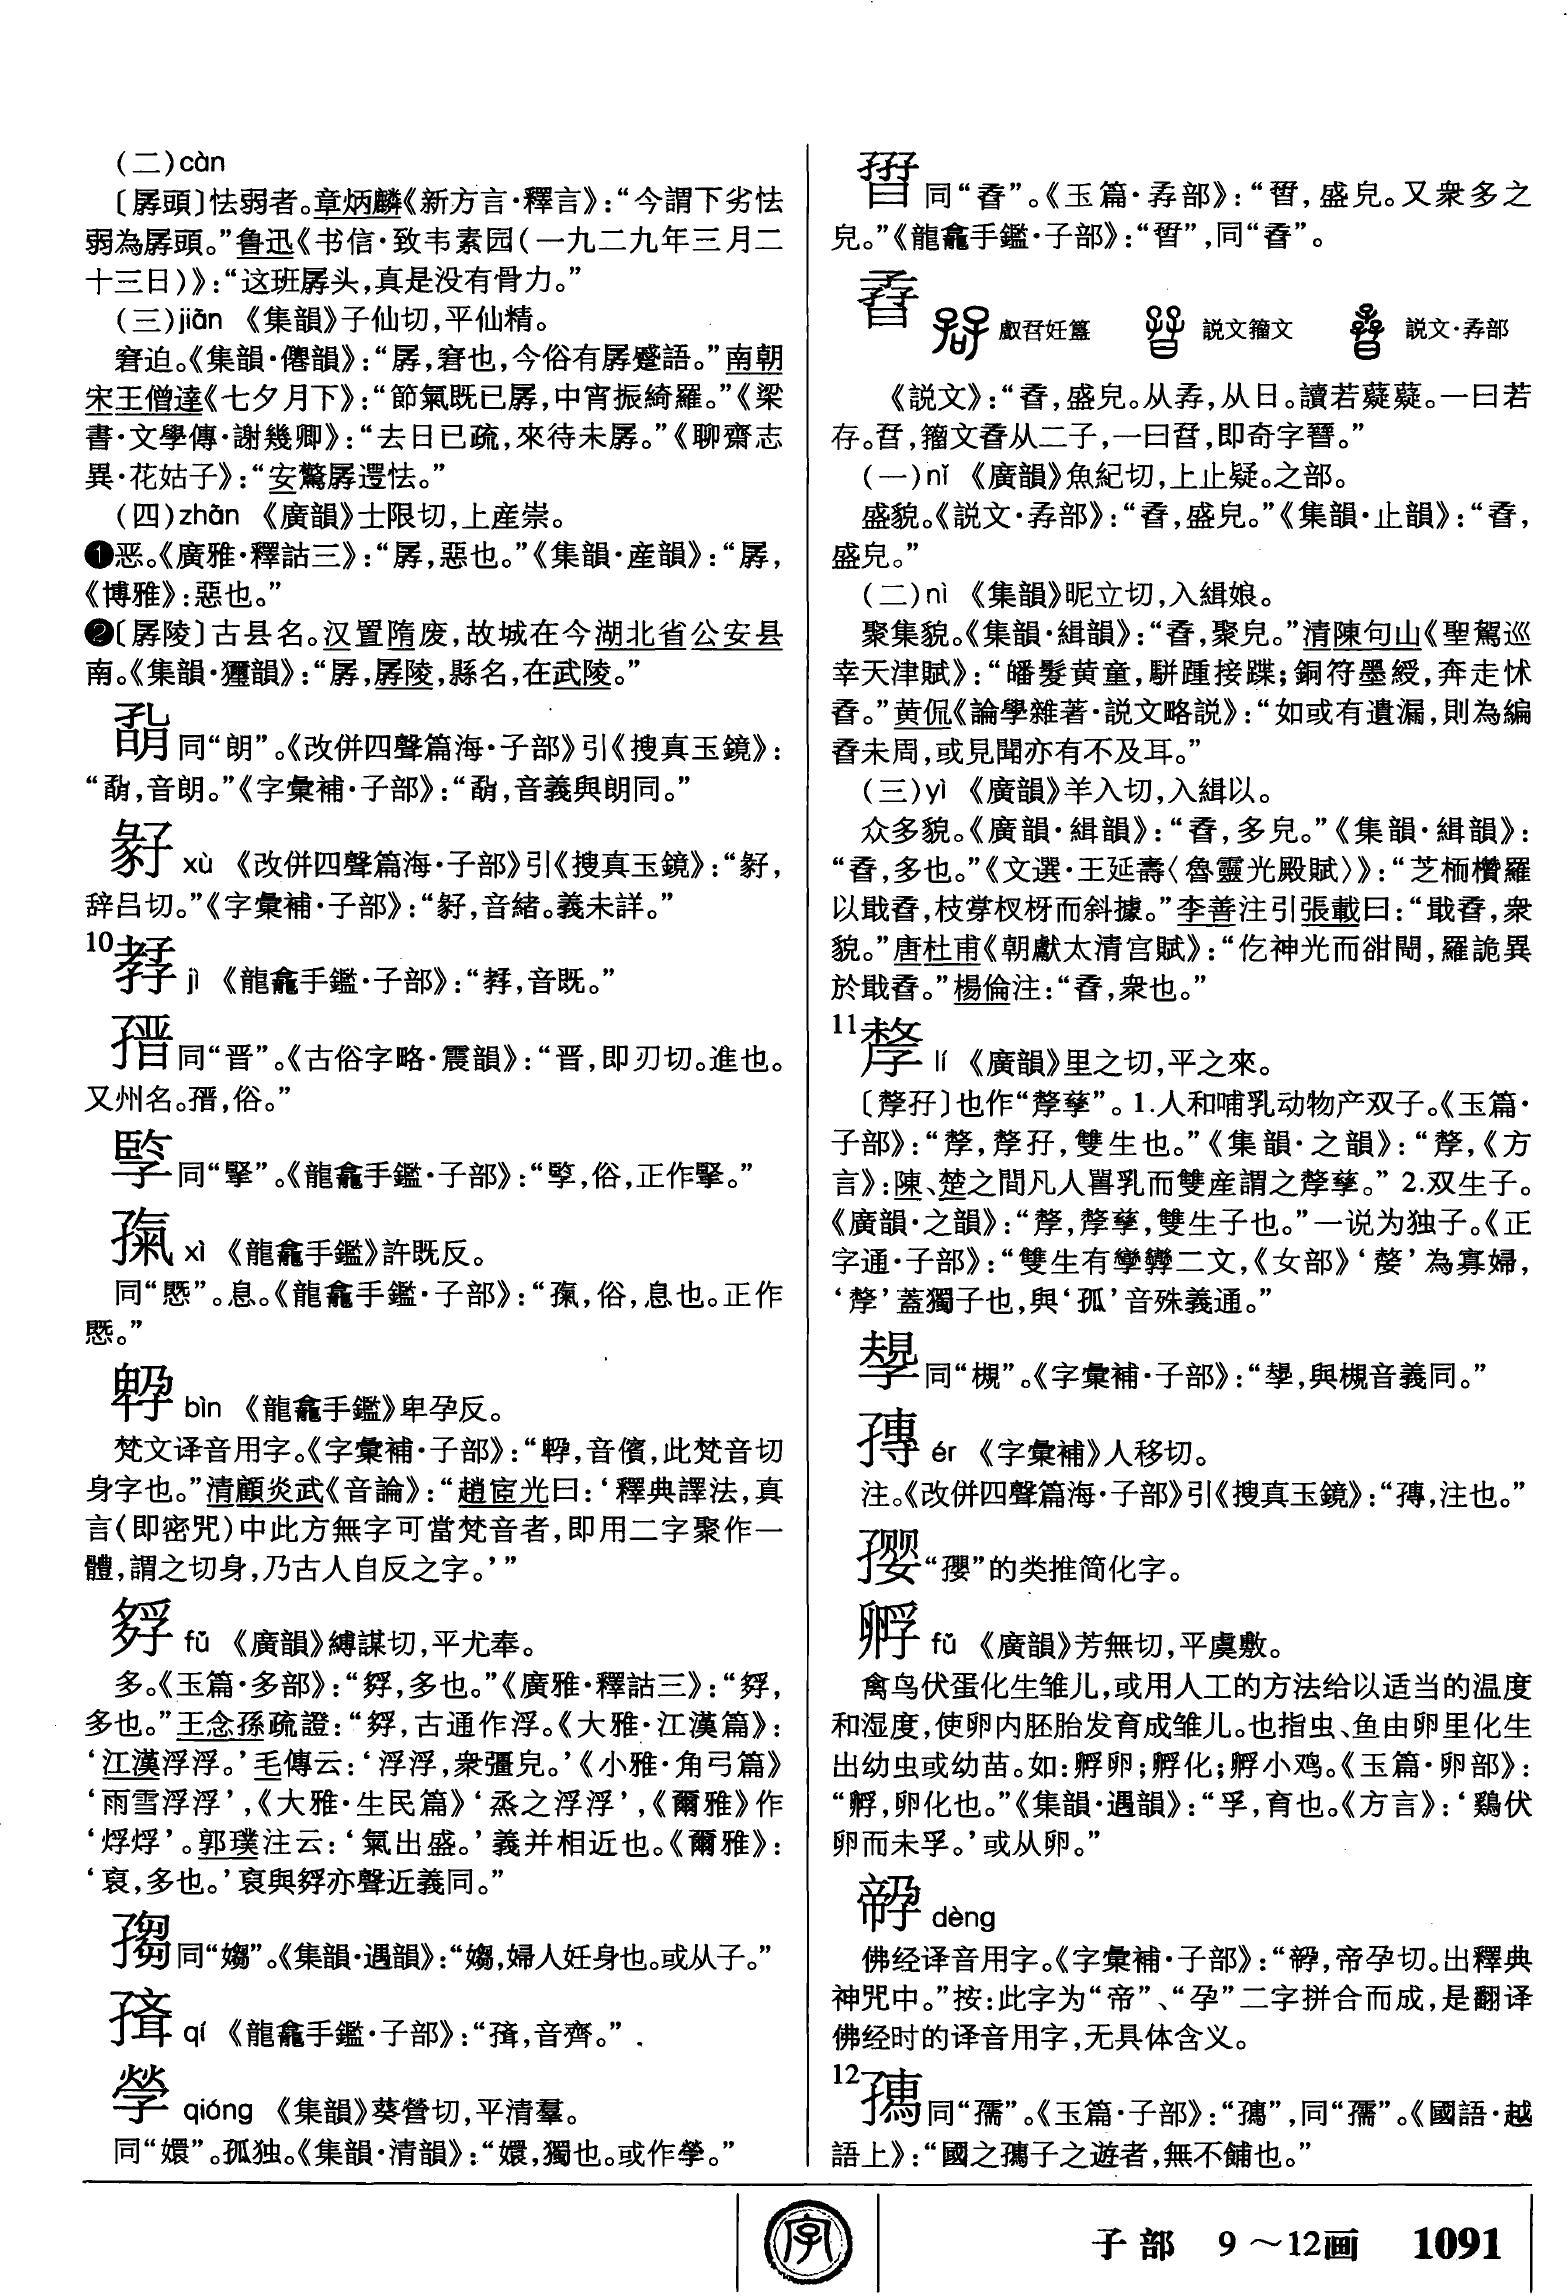 (二)càn
〔孱頭〕怯弱者。章炳麟《新方言·釋言》：“今謂下劣怯
弱為孱頭。”鲁迅《书信·致韦素园(一九二九年三月二
十三日)》：“这班孱头,真是没有骨力。”
(三)jiān 《集韻》子仙切,平仙精。
窘迫。《集韻·僊韻》：“孱,窘也,今俗有孱蹙語。”南朝
宋王僧達《七夕月下》：“節氣既已孱,中宵振綺羅。”《梁
書·文學傳·謝幾卿》：“去日已疏,來待未孱。”《聊齋志
異·花姑子》：“安驚孱遻怯。”
(四)zhàn 《廣韻》士限切,上産崇。
❶恶。《廣雅·釋詁三》：“孱,惡也。”《集韻·産韻》：“孱,
《博雅》:惡也。”
❷〔孱陵〕古县名。汉置隋废,故城在今湖北省公安县
南。《集韻·獮韻》：“孱,孱陵,縣名,在武陵。”
同“朗”。《改併四聲篇海·子部》引《搜真玉鏡》：
音朗。”《字彙補·子部》：“音義與朗同。”
xù 《改併四聲篇海·子部》引《搜真玉鏡》：
辞吕切。”《字彙補·子部》：“音緒。義未詳。”
10 jì 《龍龕手鑑·子部》：“音既。”
同“晋”。《古俗字略·震韻》：“晋,即刃切。進也。
又州名。俗。”
同“掔”。《龍龕手鑑·子部》：“俗,正作掔。”
xì 《龍龕手鑑》許既反。
同“㥶”。息。《龍龕手鑑·子部》：“俗,息也。正作
㥶。”
bìn 《龍龕手鑑》卑孕反。
梵文译音用字。《字彙補·子部》：“音儐,此梵音切
身字也。”清顧炎武《音論》：“趙宧光曰：‘釋典譯法,真
言(即密咒)中此方無字可當梵音者,即用二字聚作一
體,謂之切身,乃古人自反之字。’”
fǔ 《廣韻》縛謀切,平尤奉。
多。《玉篇·多部》：“㚘,多也。”《廣雅·釋詁三》：
多也。”王念孫疏證：“古通作浮。《大雅·江漢篇》：
‘江漢浮浮。’毛傳云：‘浮浮,衆彊皃。’《小雅·角弓篇》
‘雨雪浮浮’,《大雅·生民篇》‘烝之浮浮’,《爾雅》作
‘烰烰’。郭璞注云：‘氣出盛。’義并相近也。《爾雅》：
‘裒,多也。’裒與亦聲近義同。”
同“㛀”。《集韻·遇韻》：“㛀,婦人妊身也。或从子。”
qí 《龍龕手鑑·子部》：“音齊。”
qióng 《集韻》葵營切,平清羣。
同“嬛”。孤独。《集韻·清韻》：“嬛,獨也。或作㝁。”
同“孴”。《玉篇·孨部》：“盛皃。又衆多之
皃。”《龍龕手鑑·子部》：同“孴”。
孴 説文籀文 説文·孨部
《説文》：“孴,盛皃。从孨,从日。讀若薿薿。一曰若
存。籀文孴从二子,一曰,即奇字㬜。”
(一)nǐ 《廣韻》魚紀切,上止疑。之部。
盛貌。《説文·孨部》：“孴,盛皃。”《集韻·止韻》：“孴,
盛皃。”
(二)nì 《集韻》昵立切,入緝娘。
聚集貌。《集韻·緝韻》：“孴,聚皃。”清陳句山《聖駕巡
幸天津賦》：“皤髮黄童,駢踵接蹀;銅符墨綬,奔走怵
孴。”黄侃《論學雜著·説文略説》：“如或有遺漏,則為編
孴未周,或見聞亦有不及耳。”
(三)yì 《廣韻》羊入切,入緝以。
众多貌。《廣韻·緝韻》：“孴,多皃。”《集韻·緝韻》：
“孴,多也。”《文選·王延壽〈魯靈光殿賦〉》：“芝栭欑羅
以戢孴,枝牚杈枒而斜據。”李善注引張載曰：“戢孴,衆
貌。”唐杜甫《朝獻太清宫賦》：“仡神光而㟏閜,羅詭異
於戢孴。”楊倫注：“孴,衆也。”
11 孷 lí 《廣韻》里之切,平之來。
〔孷孖〕也作“孷孳”。1.人和哺乳动物产双子。《玉篇·
子部》：“孷,孷孖,雙生也。”《集韻·之韻》：“孷,《方
言》:陳、楚之間凡人嘼乳而雙産謂之孷孳。” 2.双生子。
《廣韻·之韻》：“孷,孷孳,雙生子也。”一说为独子。《正
字通·子部》：“雙生有孿二文,《女部》‘嫠’為寡婦,
‘孷’蓋獨子也,與‘孤’音殊義通。”
同“槻”。《字彙補·子部》：“與槻音義同。”
ér 《字彙補》人移切。
注。《改併四聲篇海·子部》引《搜真玉鏡》：“注也。”
“孾”的类推简化字。
孵 fū 《廣韻》芳無切,平虞敷。
禽鸟伏蛋化生雏儿,或用人工的方法给以适当的温度
和湿度,使卵内胚胎发育成雏儿。也指虫、鱼由卵里化生
出幼虫或幼苗。如:孵卵;孵化;孵小鸡。《玉篇·卵部》：
“孵,卵化也。”《集韻·遇韻》：“孚,育也。《方言》：‘鷄伏
卵而未孚。’或从卵。”
dèng
佛经译音用字。《字彙補·子部》：“帝孕切。出釋典
神咒中。”按:此字为“帝”、“孕”二字拼合而成,是翻译
佛经时的译音用字,无具体含义。
12 同“孺”。《玉篇·子部》：同“孺”。《國語·越
語上》：“國之子之遊者,無不餔也。”
字
子部 9～12画 1091